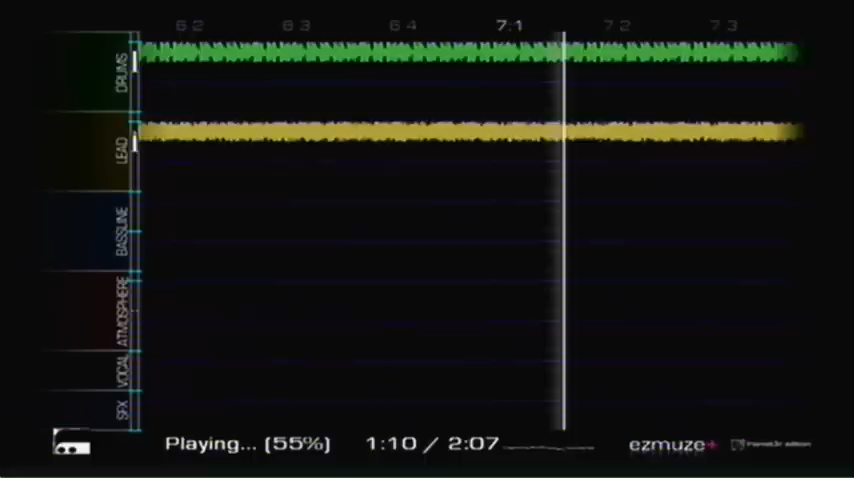 6 2 6 3 6 4 7:1 7 2 7 3
DRUMS
LEAD
BASSLINE
ATMOSPHERE
VOCAL
SFX
Playing... (55%) 1:10 / 2:07 ezmuze+ edition